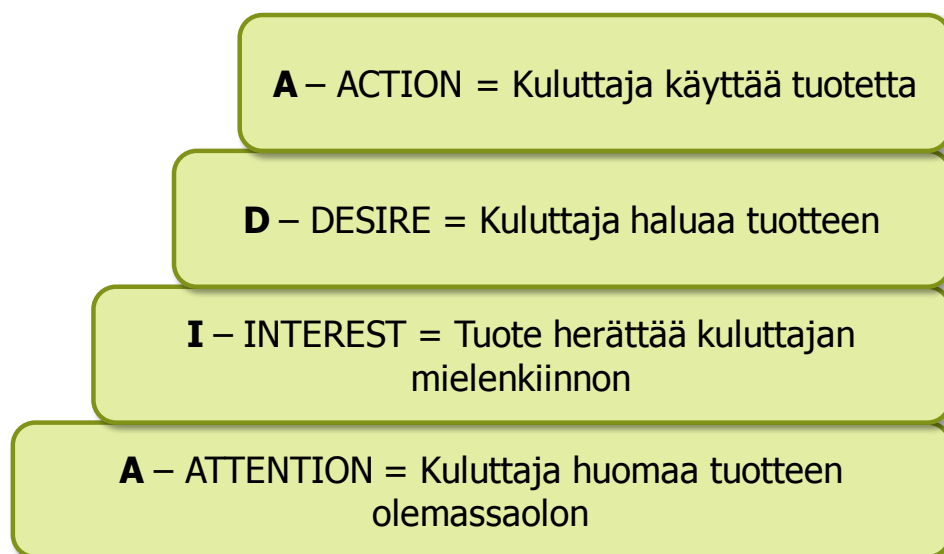 A – ACTION = Kuluttaja käyttää tuotetta
D – DESIRE = Kuluttaja haluaa tuotteen
I – INTEREST = Tuote herättää kuluttajan
mielenkiinnon
A – ATTENTION = Kuluttaja huomaa tuotteen
olemassaolon